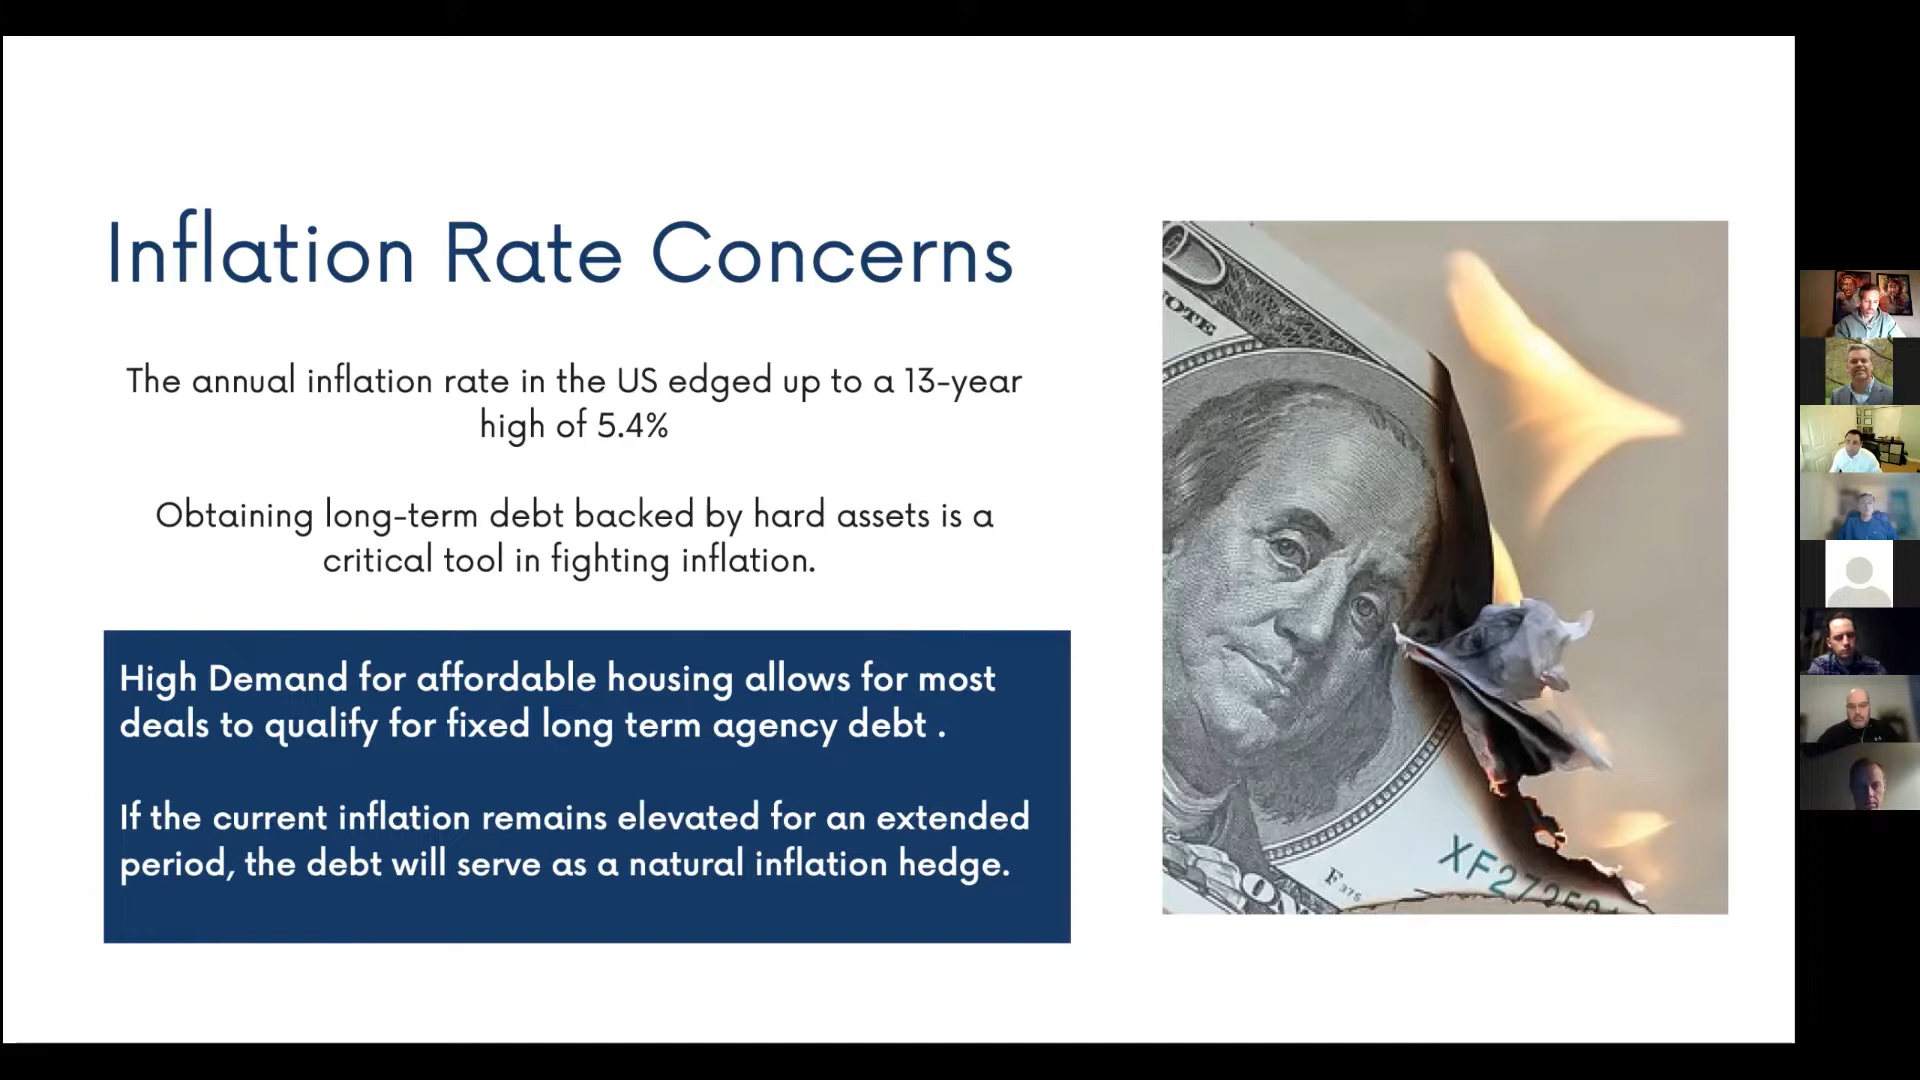 Inflation Rate Concerns
The annual inflation rate in the US edged up to a 13-year
high of 5.4%
Obtaining long-term debt backed by hard assets is a
critical tool in fighting inflation.
High Demand for affordable housing allows for most
deals to qualify for fixed long term agency debt .
If the current inflation remains elevated for an extended
period, the debt will serve as a natural inflation hedge.
OTE
F 375